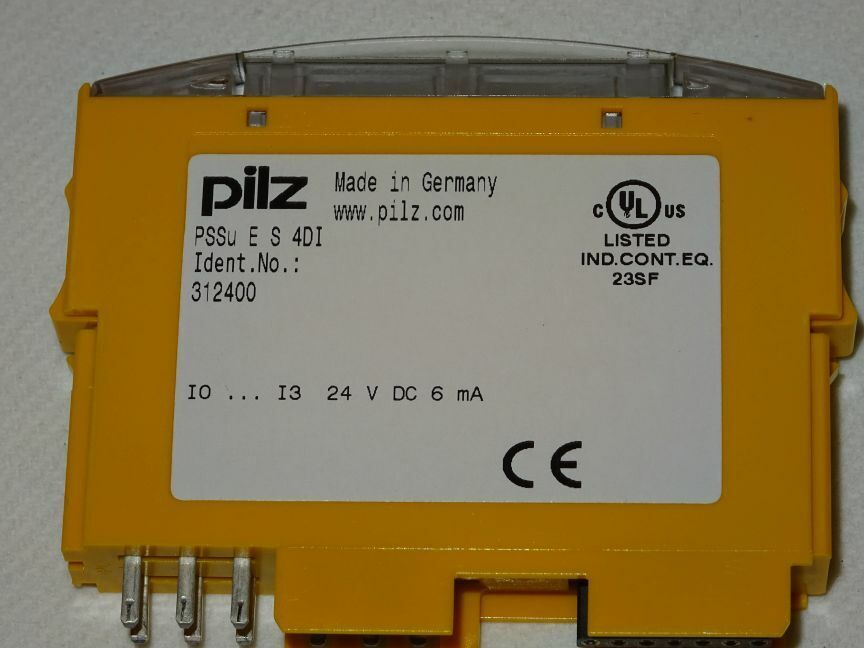 pilz
Made in Germany
www.pilz.com
PSSu E S 4DI
Ident.No.:
312400
C UL US
LISTED
IND.CONT.EQ.
23SF
I0 ... I3 24 V DC 6 mA
CE